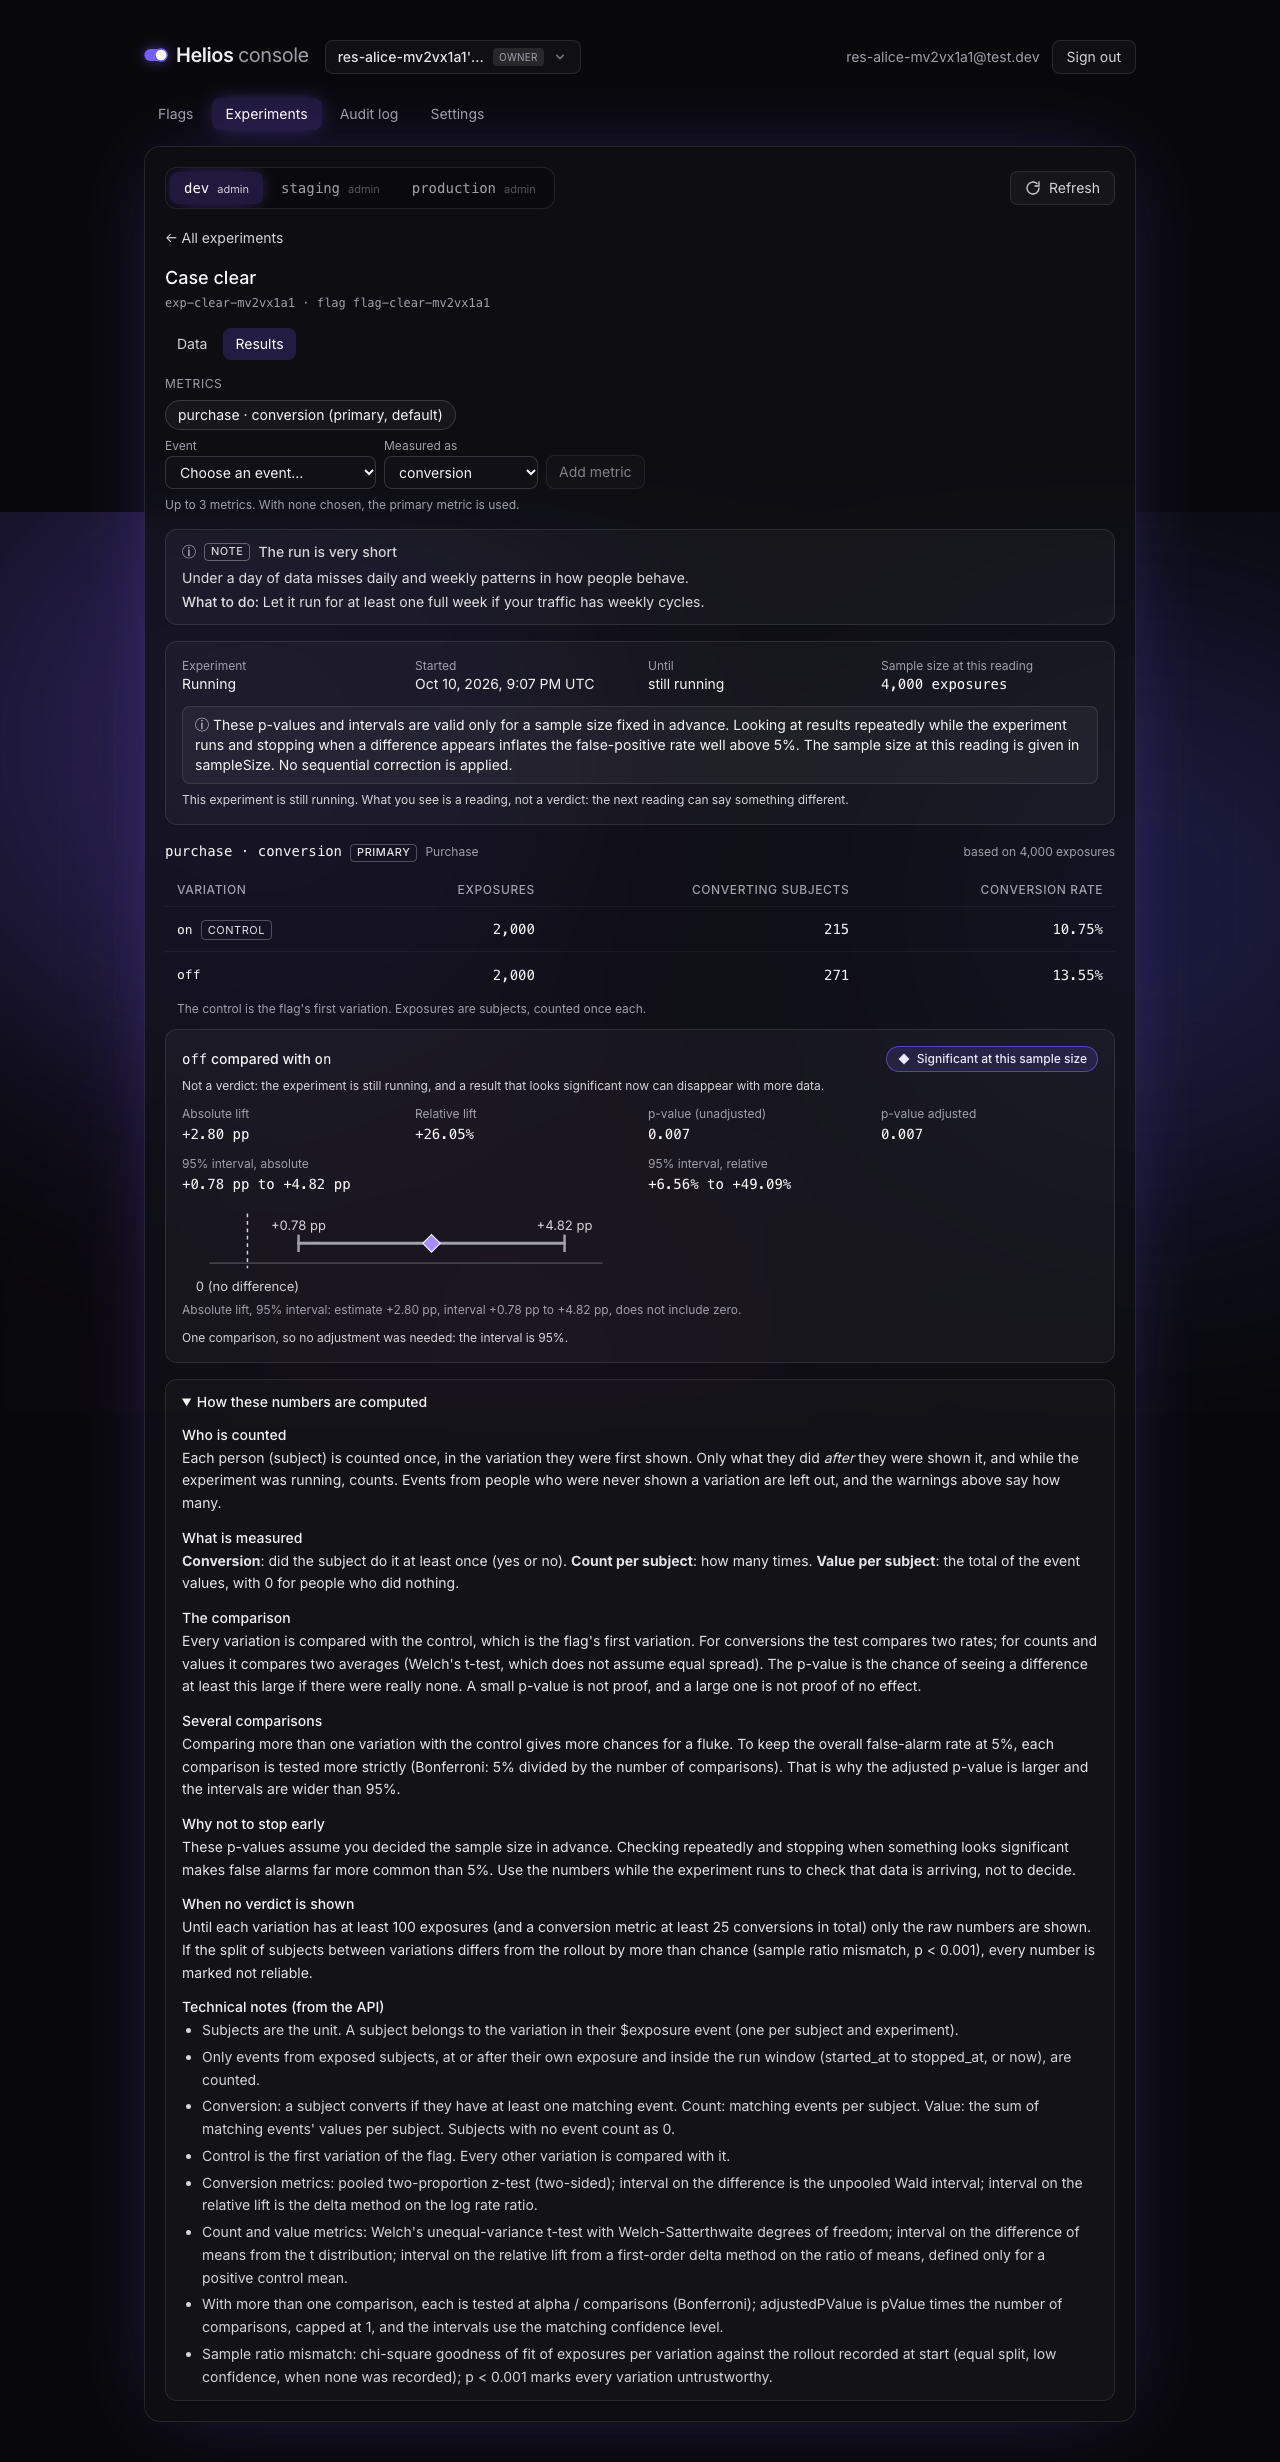 Helios console
res-alice-mv2vx1a1'... OWNER
res-alice-mv2vx1a1@test.dev
Sign out
Flags Experiments Audit log Settings
dev admin staging admin production admin
Refresh
← All experiments
Case clear
exp-clear-mv2vx1a1 · flag flag-clear-mv2vx1a1
Data Results
METRICS
purchase · conversion (primary, default)
Event Measured as
Choose an event... conversion Add metric
Up to 3 metrics. With none chosen, the primary metric is used.
ⓘ NOTE The run is very short
Under a day of data misses daily and weekly patterns in how people behave.
What to do: Let it run for at least one full week if your traffic has weekly cycles.
Experiment Started Until Sample size at this reading
Running Oct 10, 2026, 9:07 PM UTC still running 4,000 exposures
ⓘ These p-values and intervals are valid only for a sample size fixed in advance. Looking at results repeatedly while the experiment
runs and stopping when a difference appears inflates the false-positive rate well above 5%. The sample size at this reading is given in
sampleSize. No sequential correction is applied.
This experiment is still running. What you see is a reading, not a verdict: the next reading can say something different.
purchase · conversion PRIMARY Purchase based on 4,000 exposures
VARIATION EXPOSURES CONVERTING SUBJECTS CONVERSION RATE
on CONTROL 2,000 215 10.75%
off 2,000 271 13.55%
The control is the flag's first variation. Exposures are subjects, counted once each.
off compared with on ◆ Significant at this sample size
Not a verdict: the experiment is still running, and a result that looks significant now can disappear with more data.
Absolute lift Relative lift p-value (unadjusted) p-value adjusted
+2.80 pp +26.05% 0.007 0.007
95% interval, absolute 95% interval, relative
+0.78 pp to +4.82 pp +6.56% to +49.09%
+0.78 pp +4.82 pp
0 (no difference)
Absolute lift, 95% interval: estimate +2.80 pp, interval +0.78 pp to +4.82 pp, does not include zero.
One comparison, so no adjustment was needed: the interval is 95%.
▼ How these numbers are computed
Who is counted
Each person (subject) is counted once, in the variation they were first shown. Only what they did after they were shown it, and while the
experiment was running, counts. Events from people who were never shown a variation are left out, and the warnings above say how
many.
What is measured
Conversion: did the subject do it at least once (yes or no). Count per subject: how many times. Value per subject: the total of the event
values, with 0 for people who did nothing.
The comparison
Every variation is compared with the control, which is the flag's first variation. For conversions the test compares two rates; for counts and
values it compares two averages (Welch's t-test, which does not assume equal spread). The p-value is the chance of seeing a difference
at least this large if there were really none. A small p-value is not proof, and a large one is not proof of no effect.
Several comparisons
Comparing more than one variation with the control gives more chances for a fluke. To keep the overall false-alarm rate at 5%, each
comparison is tested more strictly (Bonferroni: 5% divided by the number of comparisons). That is why the adjusted p-value is larger and
the intervals are wider than 95%.
Why not to stop early
These p-values assume you decided the sample size in advance. Checking repeatedly and stopping when something looks significant
makes false alarms far more common than 5%. Use the numbers while the experiment runs to check that data is arriving, not to decide.
When no verdict is shown
Until each variation has at least 100 exposures (and a conversion metric at least 25 conversions in total) only the raw numbers are shown.
If the split of subjects between variations differs from the rollout by more than chance (sample ratio mismatch, p < 0.001), every number is
marked not reliable.
Technical notes (from the API)
• Subjects are the unit. A subject belongs to the variation in their $exposure event (one per subject and experiment).
• Only events from exposed subjects, at or after their own exposure and inside the run window (started_at to stopped_at, or now), are
counted.
• Conversion: a subject converts if they have at least one matching event. Count: matching events per subject. Value: the sum of
matching events' values per subject. Subjects with no event count as 0.
• Control is the first variation of the flag. Every other variation is compared with it.
• Conversion metrics: pooled two-proportion z-test (two-sided); interval on the difference is the unpooled Wald interval; interval on the
relative lift is the delta method on the log rate ratio.
• Count and value metrics: Welch's unequal-variance t-test with Welch-Satterthwaite degrees of freedom; interval on the difference of
means from the t distribution; interval on the relative lift from a first-order delta method on the ratio of means, defined only for a
positive control mean.
• With more than one comparison, each is tested at alpha / comparisons (Bonferroni); adjustedPValue is pValue times the number of
comparisons, capped at 1, and the intervals use the matching confidence level.
• Sample ratio mismatch: chi-square goodness of fit of exposures per variation against the rollout recorded at start (equal split, low
confidence, when none was recorded); p < 0.001 marks every variation untrustworthy.